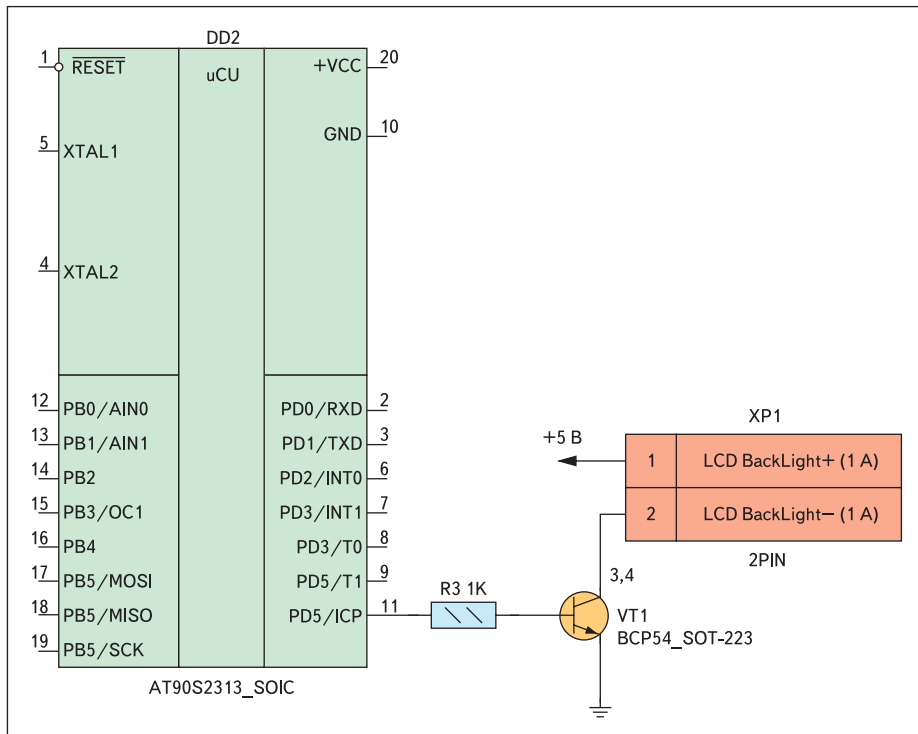 DD2
1 RESET uCU +VCC 20
GND 10
5 XTAL1
4 XTAL2
12 PB0/AIN0 PD0/RXD 2
13 PB1/AIN1 PD1/TXD 3
14 PB2 PD2/INT0 6
15 PB3/OC1 PD3/INT1 7
16 PB4 PD3/T0 8
17 PB5/MOSI PD5/T1 9
18 PB5/MISO PD5/ICP 11
19 PB5/SCK
AT90S2313_SOIC
R3 1K
XP1
+5 В
1 LCD BackLight+ (1 A)
2 LCD BackLight− (1 A)
2PIN
3,4
VT1
BCP54_SOT-223